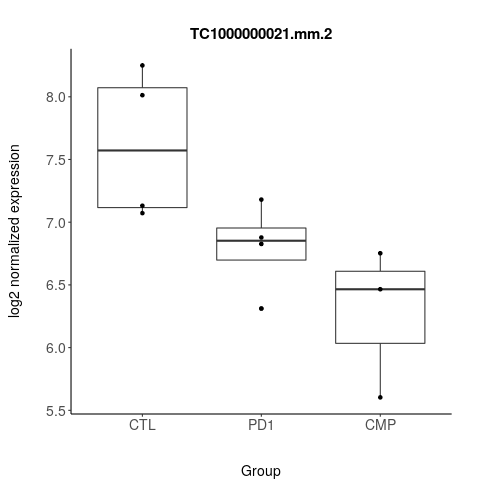 TC1000000021.mm.2
log2 normalized expression
8.0
7.5
7.0
6.5
6.0
5.5
CTL PD1 CMP
Group